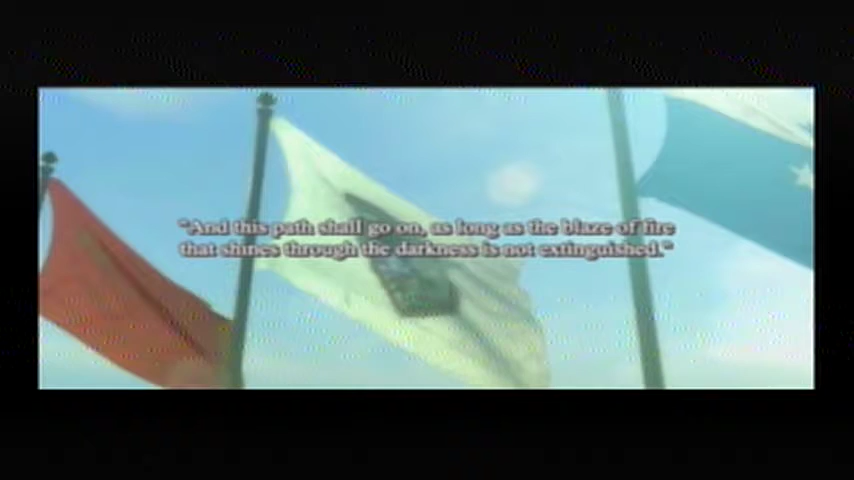 "And this path shall go on, as long as the blaze of fire
that shines through the darkness is not extinguished."